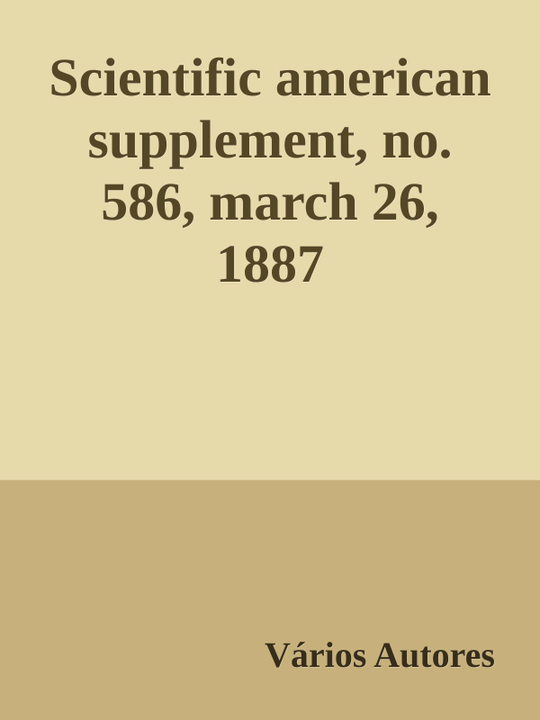 Scientific american
supplement, no.
586, march 26,
1887
Vários Autores